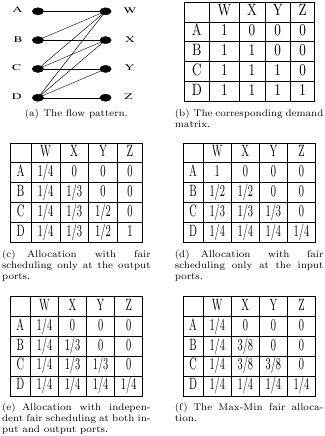 A W
B X
C Y
D Z
(a) The flow pattern.
W X Y Z
A 1 0 0 0
B 1 1 0 0
C 1 1 1 0
D 1 1 1 1
(b) The corresponding demand
matrix.
W X Y Z
A 1/4 0 0 0
B 1/4 1/3 0 0
C 1/4 1/3 1/2 0
D 1/4 1/3 1/2 1
(c) Allocation with fair
scheduling only at the output
ports.
W X Y Z
A 1 0 0 0
B 1/2 1/2 0 0
C 1/3 1/3 1/3 0
D 1/4 1/4 1/4 1/4
(d) Allocation with fair
scheduling only at the input
ports.
W X Y Z
A 1/4 0 0 0
B 1/4 1/3 0 0
C 1/4 1/3 1/3 0
D 1/4 1/4 1/4 1/4
(e) Allocation with indepen-
dent fair scheduling at both in-
put and output ports.
W X Y Z
A 1/4 0 0 0
B 1/4 3/8 0 0
C 1/4 3/8 3/8 0
D 1/4 1/4 1/4 1/4
(f) The Max-Min fair alloca-
tion.